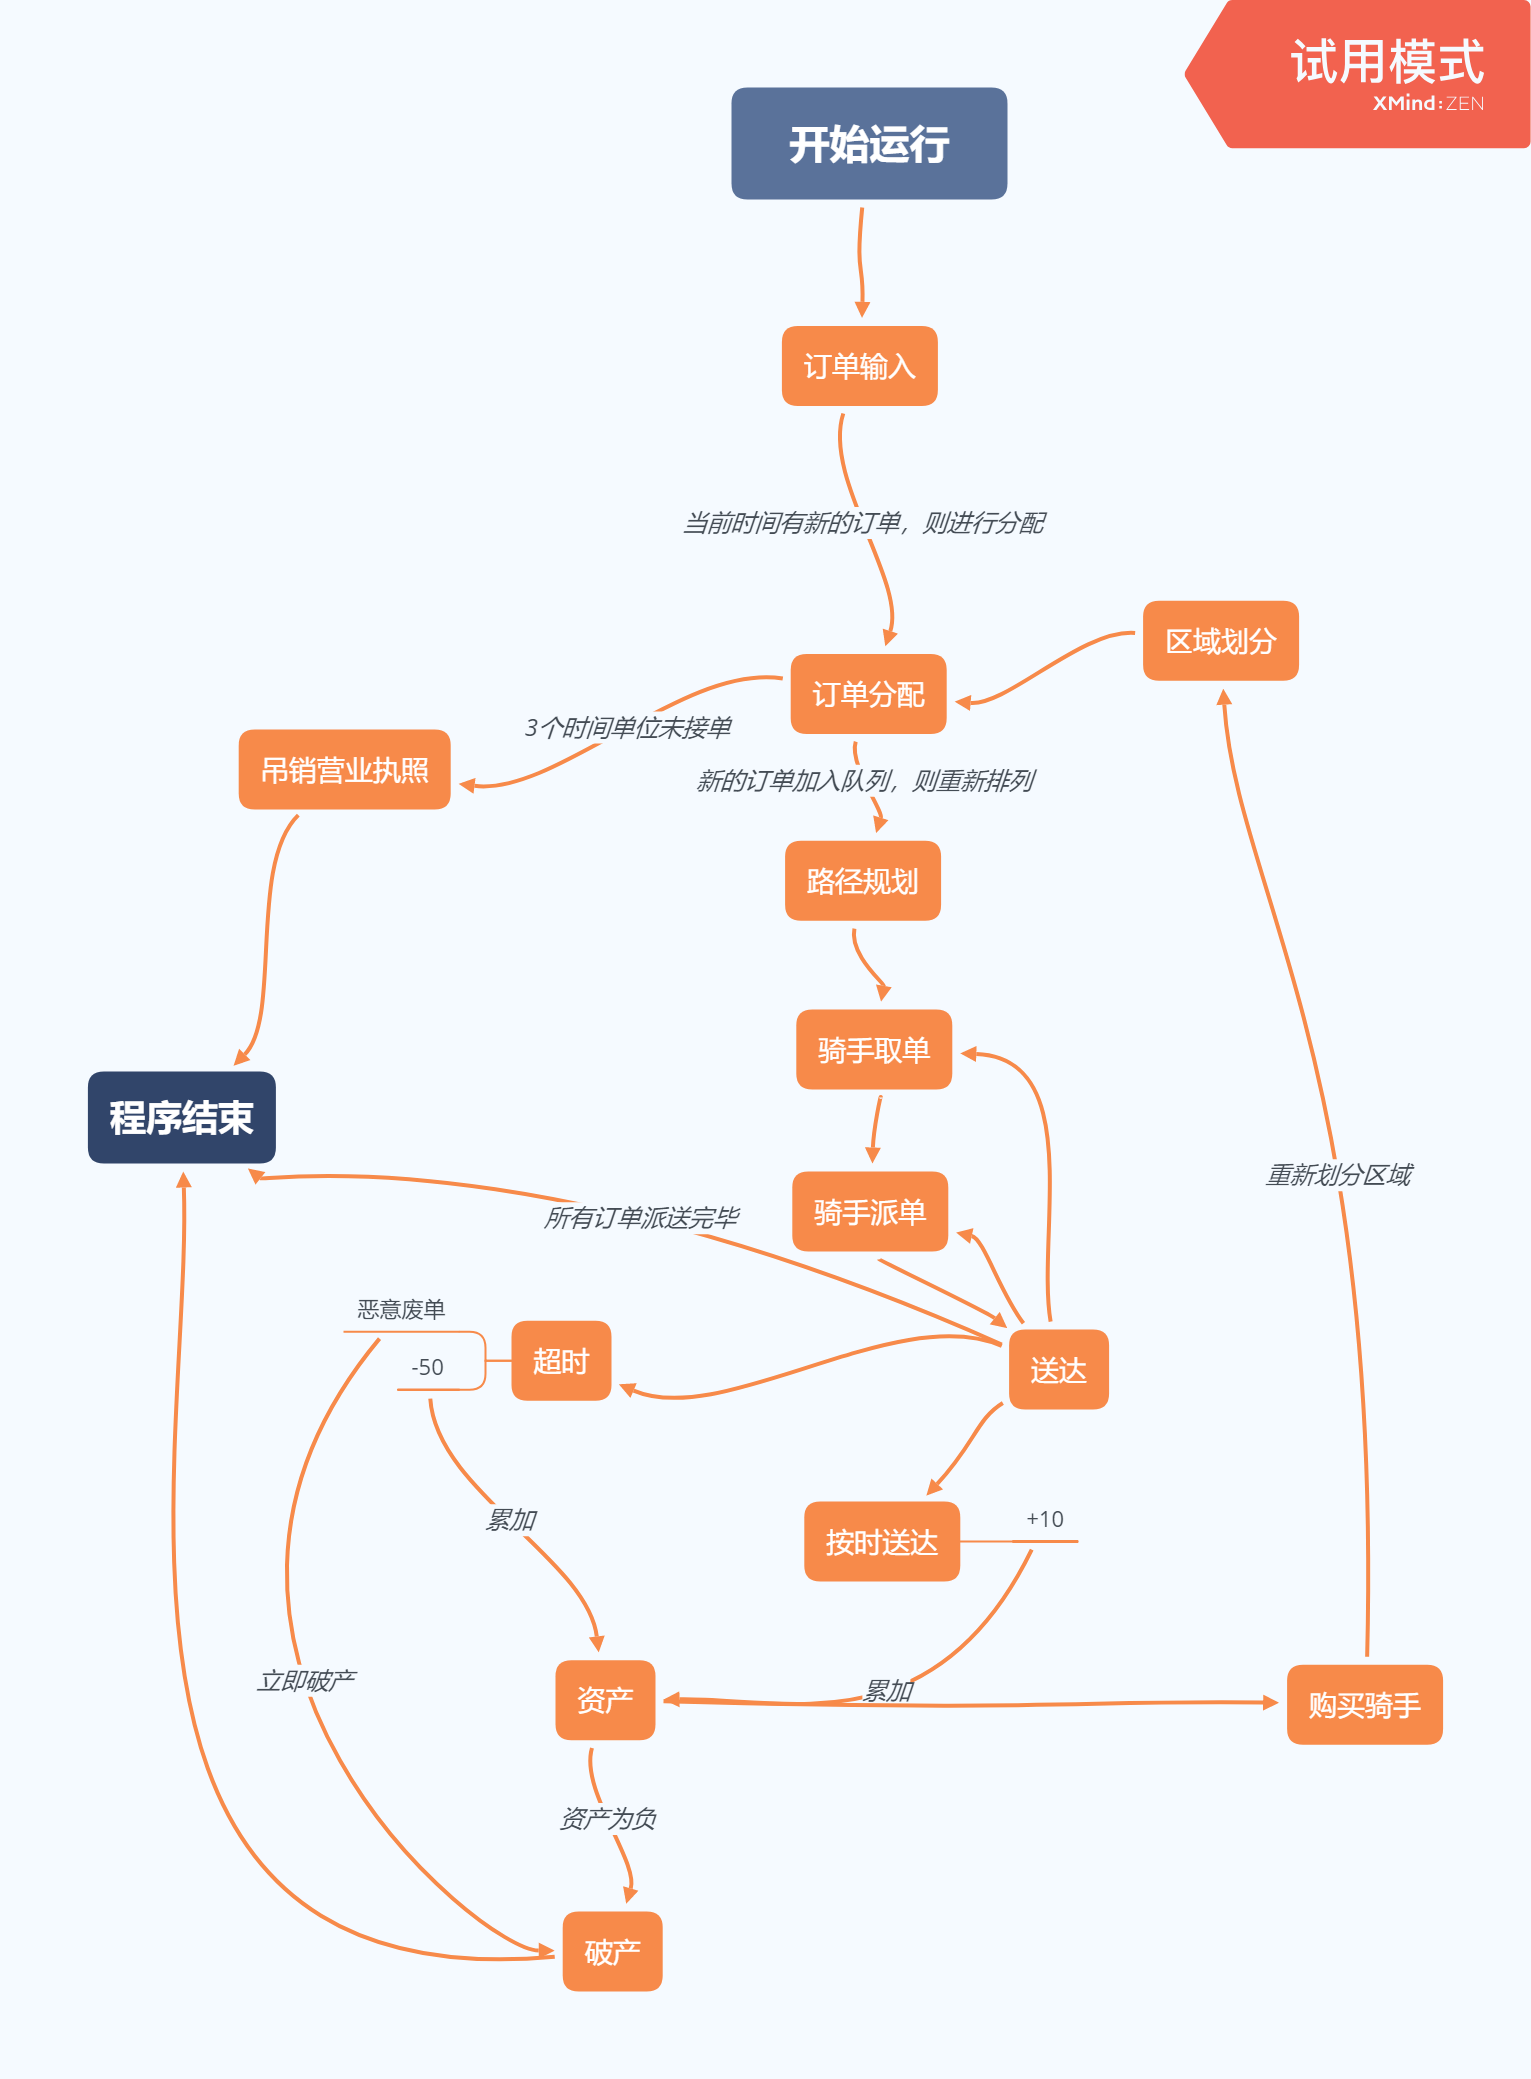 试用模式
XMind:ZEN
开始运行
订单输入
当前时间有新的订单，则进行分配
区域划分
订单分配
3个时间单位未接单
吊销营业执照
新的订单加入队列，则重新排列
路径规划
骑手取单
程序结束
重新划分区域
骑手派单
所有订单派送完毕
恶意废单
-50
超时
送达
累加
按时送达
+10
立即破产
资产
累加
购买骑手
资产为负
破产